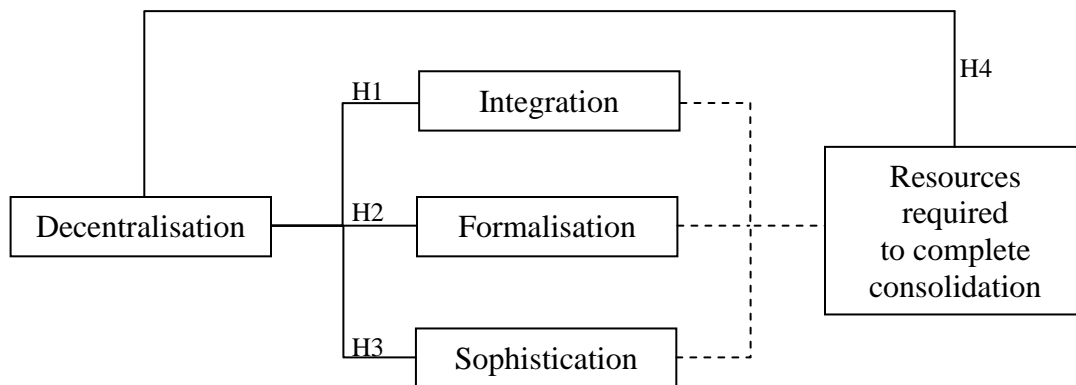 H4
H1
Integration
Decentralisation
H2
Formalisation
Resources
required
to complete
consolidation
H3
Sophistication